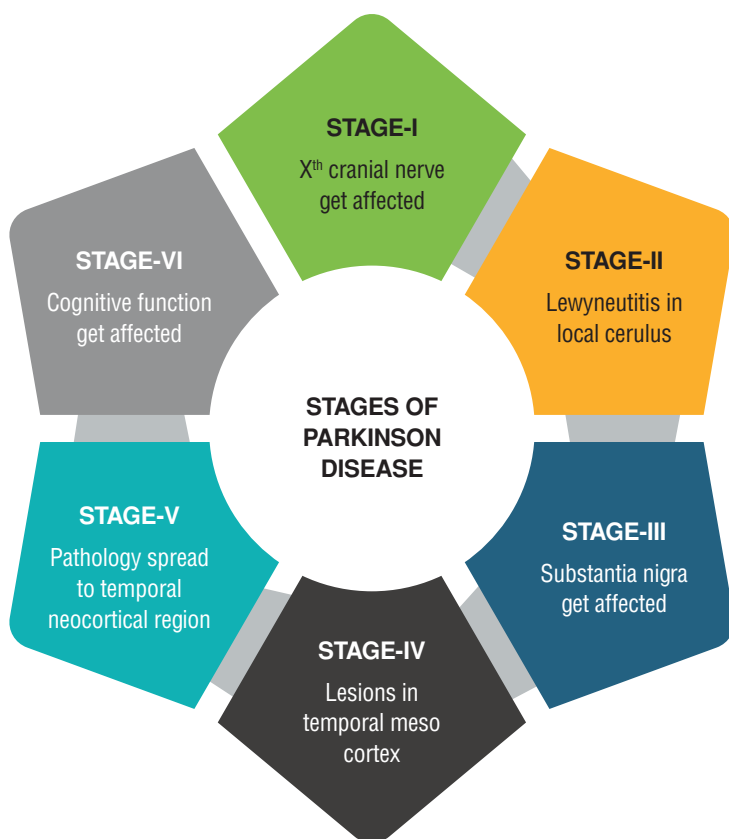 STAGES OF
PARKINSON
DISEASE
STAGE-I
Xth cranial nerve
get affected
STAGE-II
Lewyneutitis in
local cerulus
STAGE-III
Substantia nigra
get affected
STAGE-IV
Lesions in
temporal meso
cortex
STAGE-V
Pathology spread
to temporal
neocortical region
STAGE-VI
Cognitive function
get affected